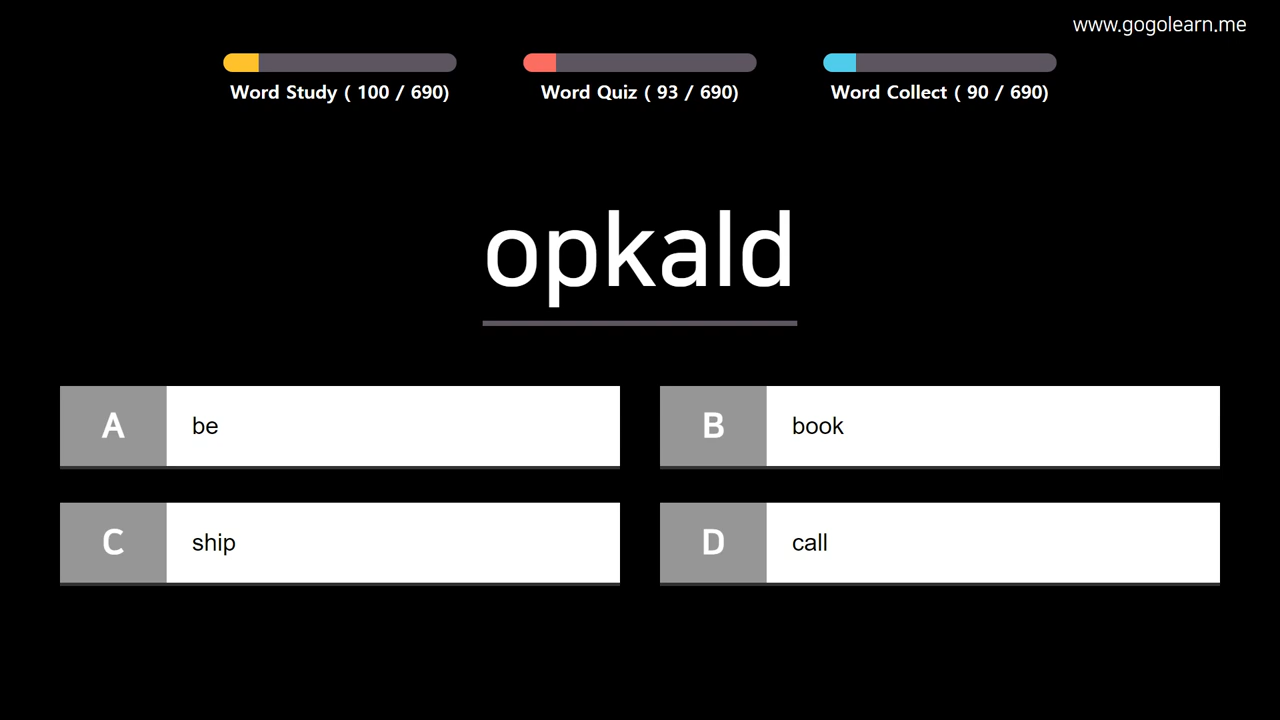 www.gogolearn.me
Word Study ( 100 / 690)
Word Quiz ( 93 / 690)
Word Collect ( 90 / 690)
opkald
A be
B book
C ship
D call